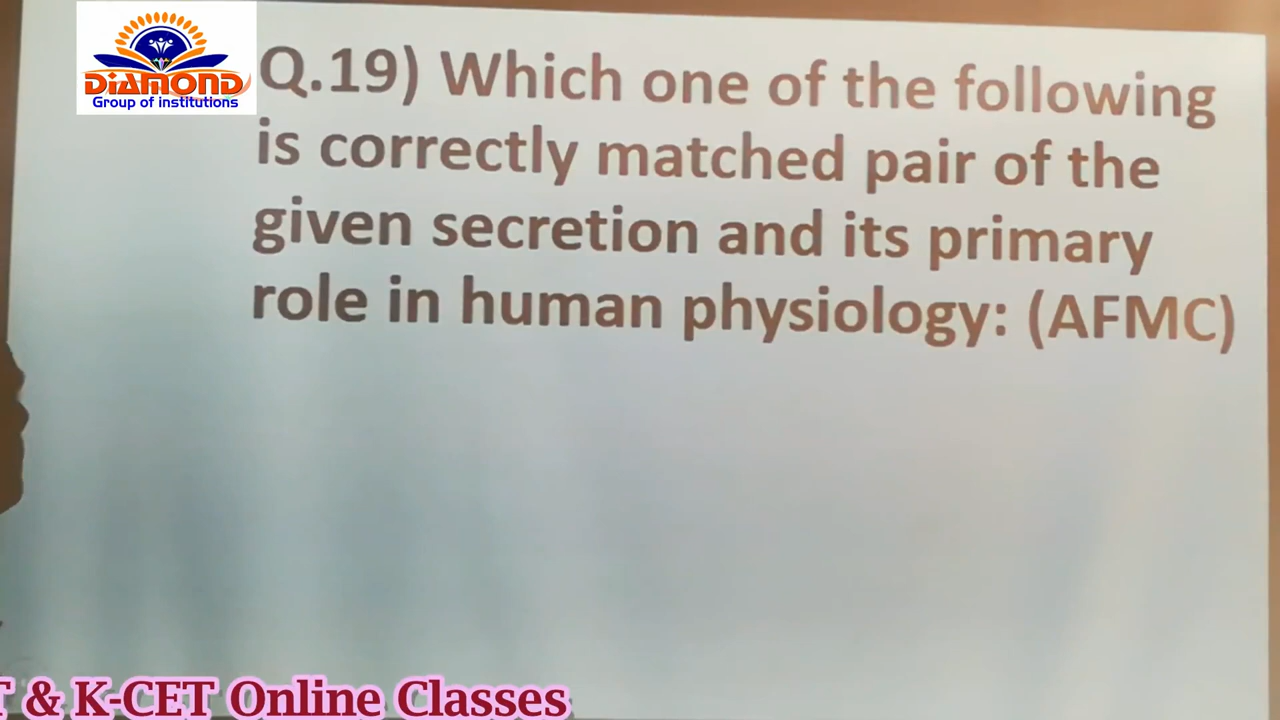 DIAMOND
Group of institutions
Q.19) Which one of the following
is correctly matched pair of the
given secretion and its primary
role in human physiology: (AFMC)
T & K-CET Online Classes